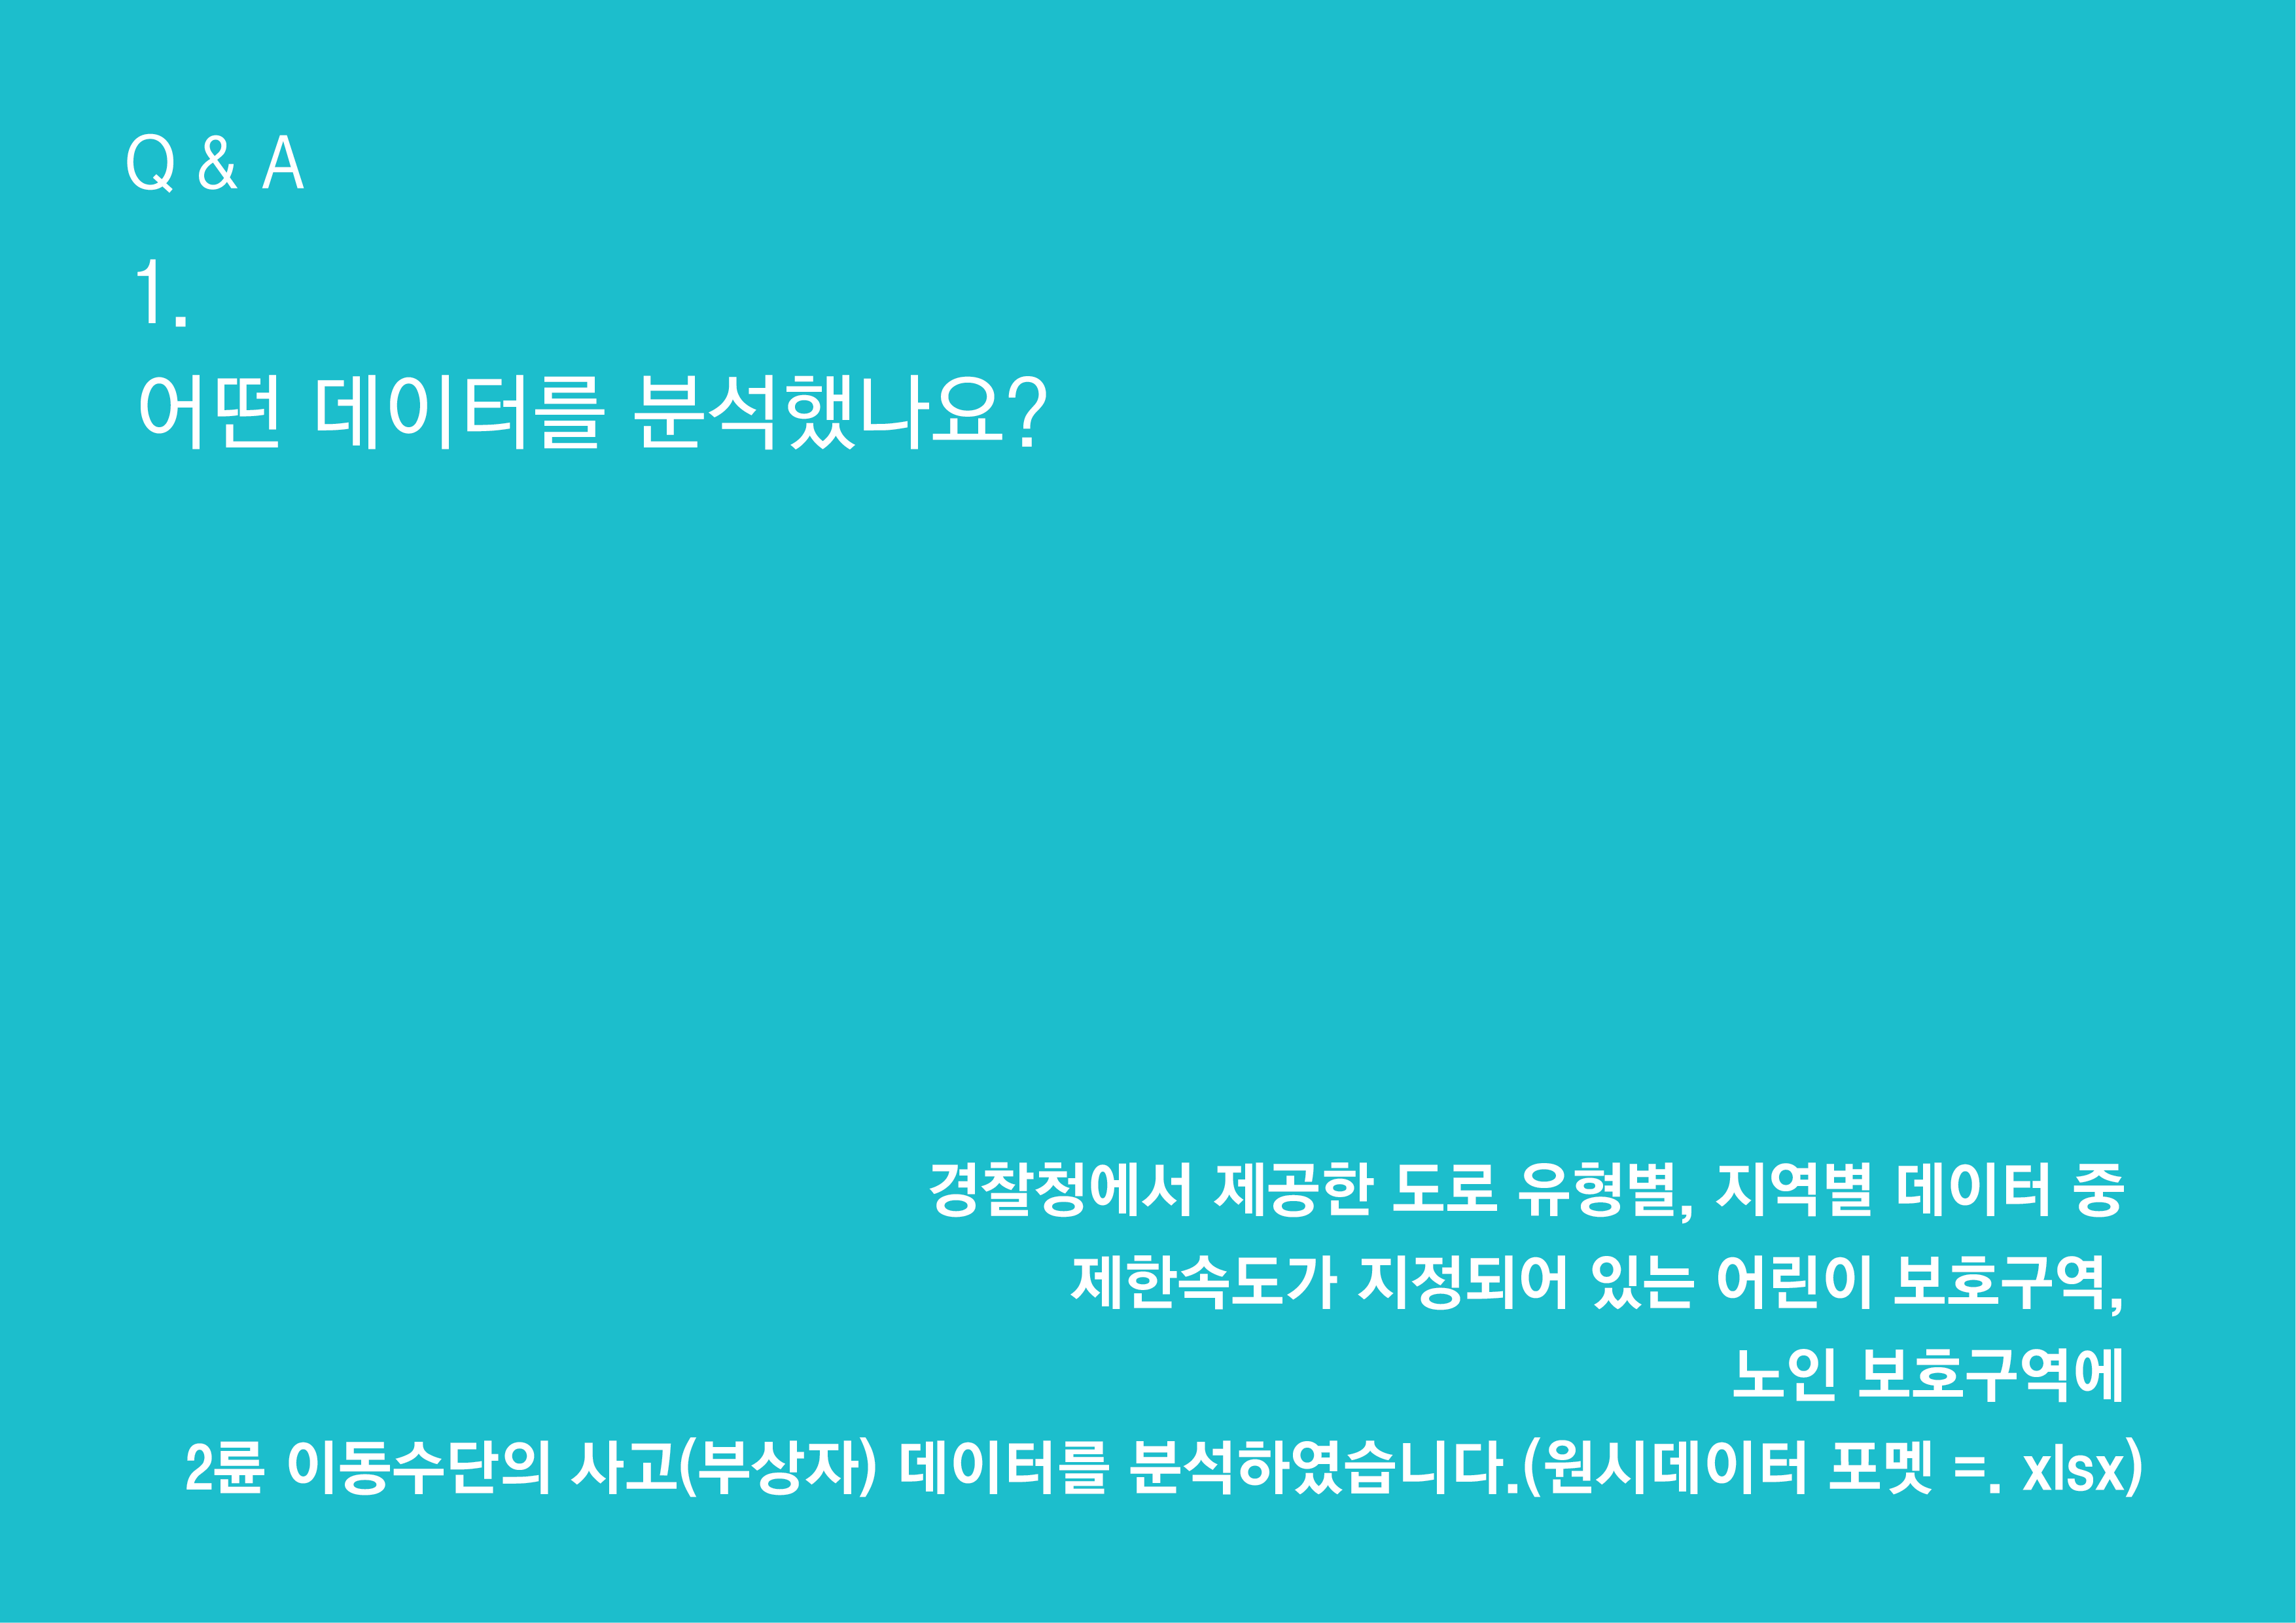 Q & A
1.
어떤 데이터를 분석했나요?
경찰청에서 제공한 도로 유형별, 지역별 데이터 중
제한속도가 지정되어 있는 어린이 보호구역,
노인 보호구역에
2륜 이동수단의 사고(부상자) 데이터를 분석하였습니다.(원시데이터 포맷 =. xlsx)